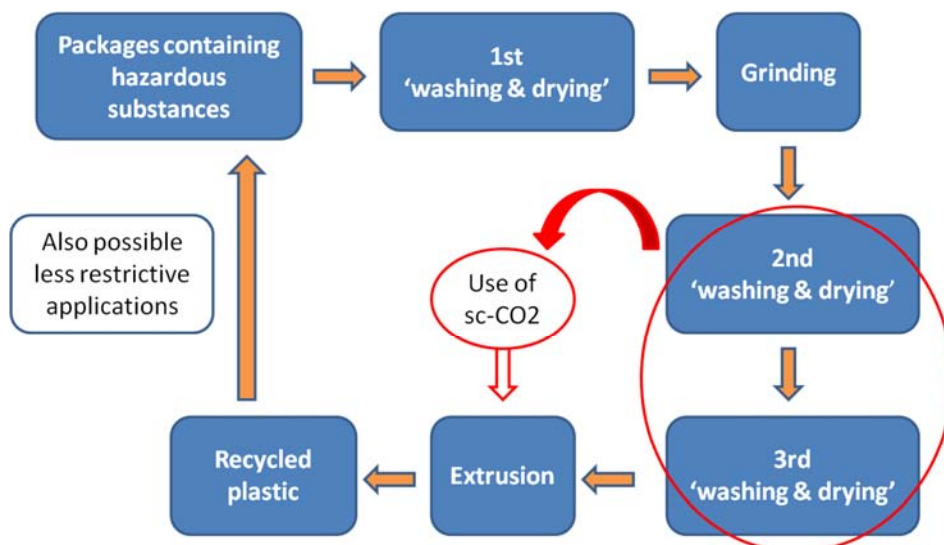 Packages containing
hazardous
substances
1st
‘washing & drying’
Grinding
Also possible
less restrictive
applications
Use of
sc-CO2
2nd
‘washing & drying’
Recycled
plastic
Extrusion
3rd
‘washing & drying’